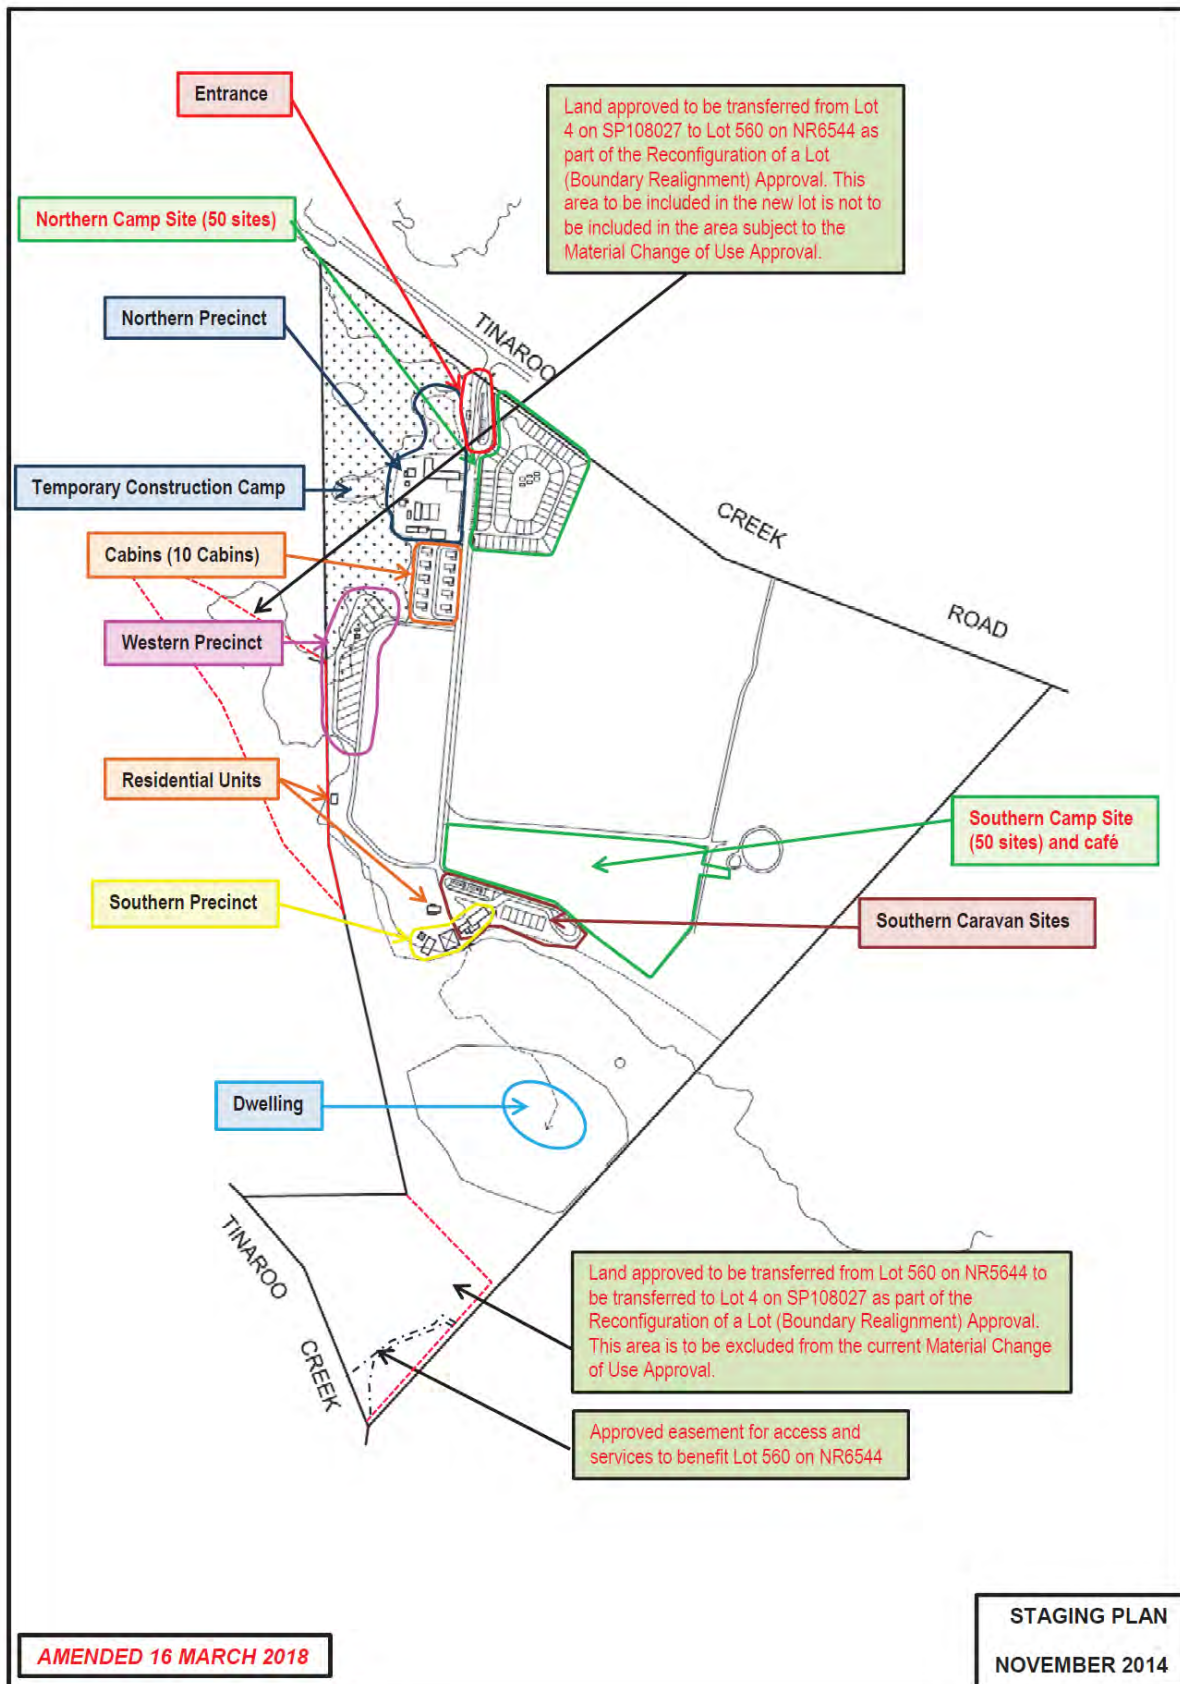 Entrance
Land approved to be transferred from Lot
4 on SP108027 to Lot 560 on NR6544 as
part of the Reconfiguration of a Lot
(Boundary Realignment) Approval. This
area to be included in the new lot is not to
be included in the area subject to the
Material Change of Use Approval.
Northern Camp Site (50 sites)
Northern Precinct
TINAROO
Temporary Construction Camp
CREEK
Cabins (10 Cabins)
ROAD
Western Precinct
Residential Units
Southern Camp Site
(50 sites) and café
Southern Precinct
Southern Caravan Sites
Dwelling
TINAROO
CREEK
Land approved to be transferred from Lot 560 on NR5644 to
be transferred to Lot 4 on SP108027 as part of the
Reconfiguration of a Lot (Boundary Realignment) Approval.
This area is to be excluded from the current Material Change
of Use Approval.
Approved easement for access and
services to benefit Lot 560 on NR6544
AMENDED 16 MARCH 2018
STAGING PLAN
NOVEMBER 2014